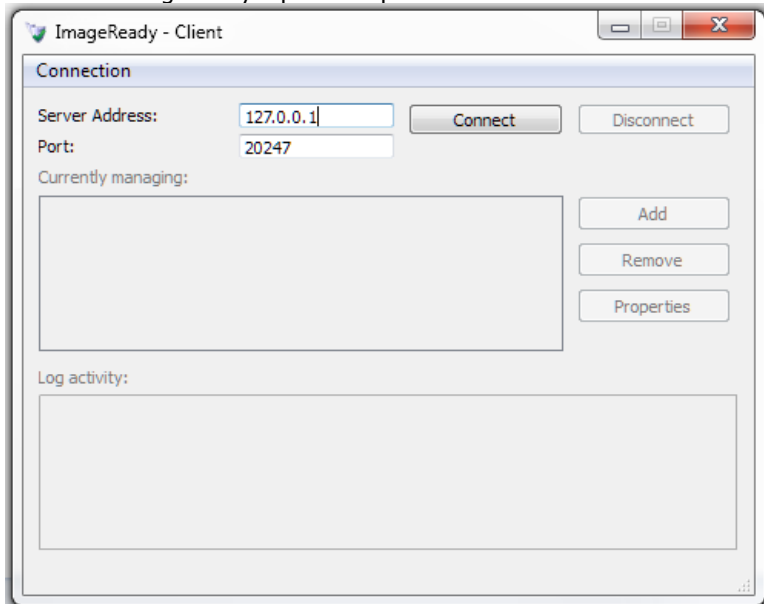 ImageReady - Client
Connection
Server Address: 127.0.0.1 Connect Disconnect
Port: 20247
Currently managing:
Add
Remove
Properties
Log activity: